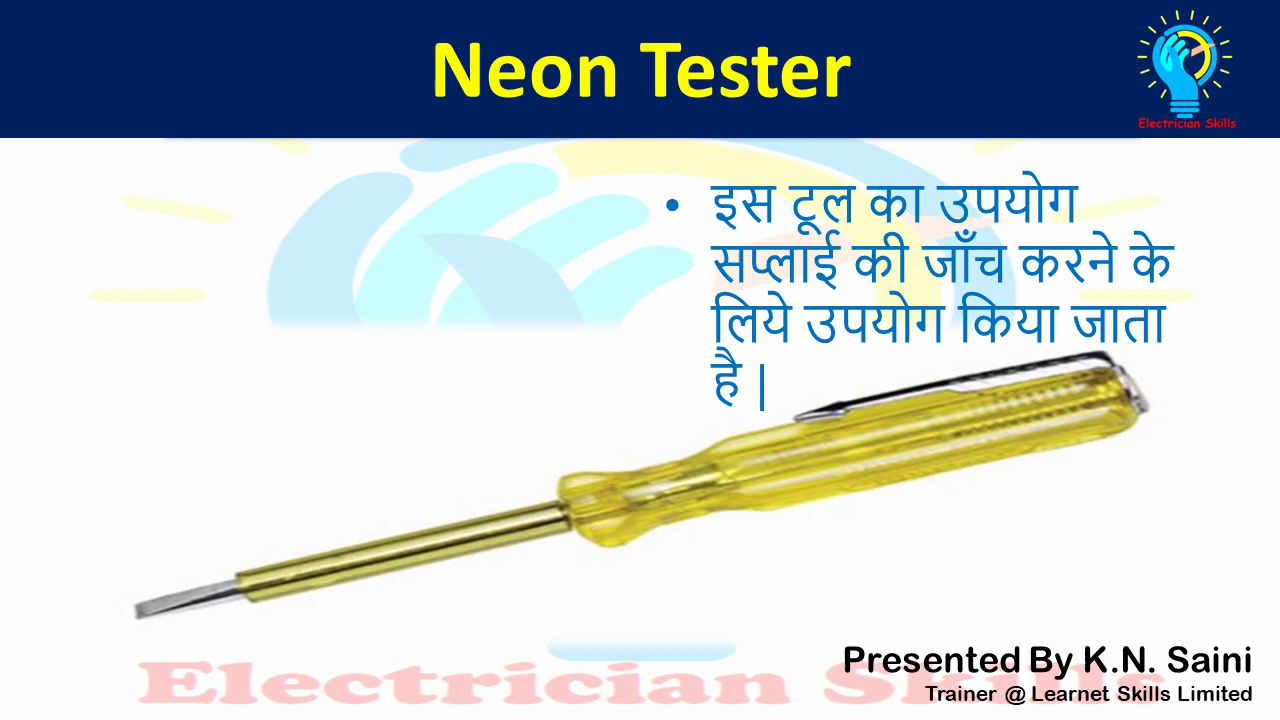 Neon Tester
Electrician Skills
• इस टूल का उपयोग
सप्लाई की जाँच करने के
लिये उपयोग किया जाता
है |
Presented By K.N. Saini
Trainer @ Learnet Skills Limited
Electrician Skills